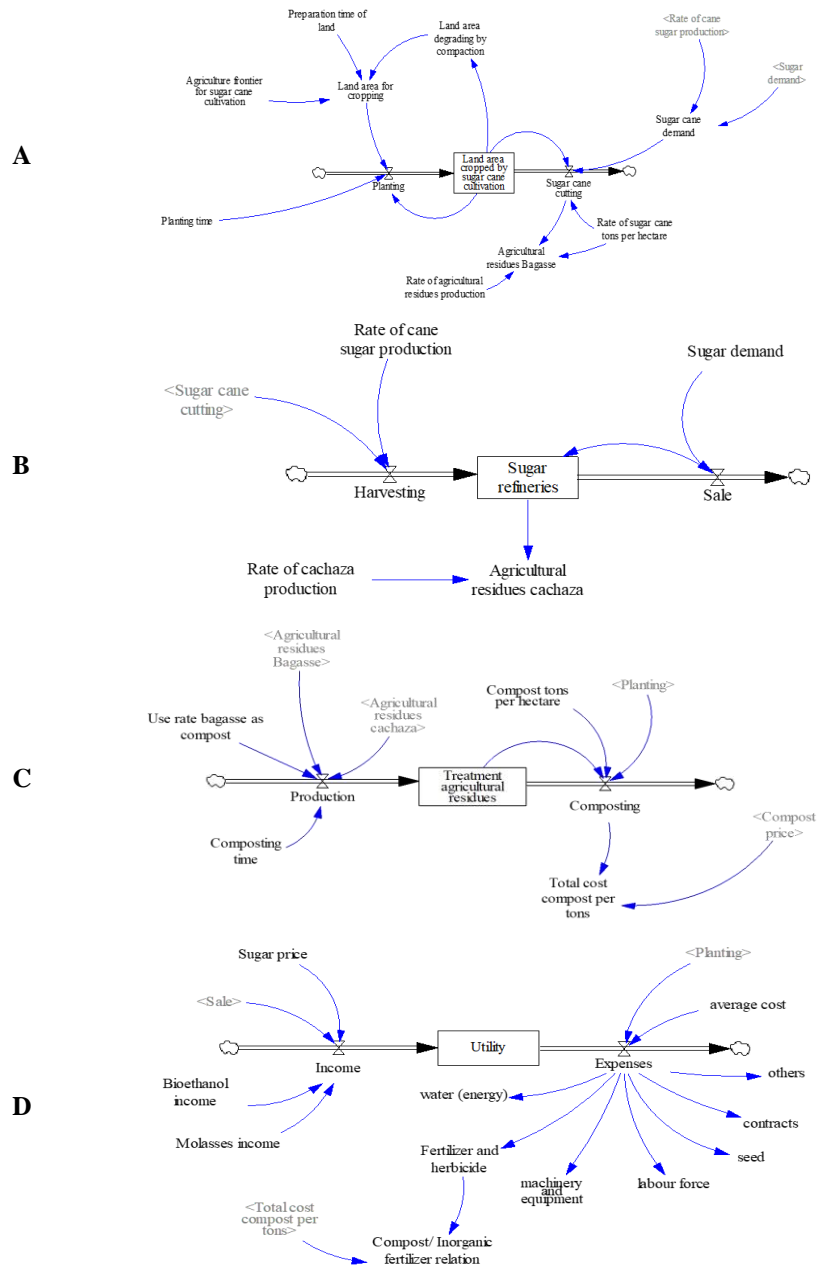 Preparation time of
land
Land area
degrading by
compaction
<Rate of cane
sugar production>
Agriculture frontier
for sugar cane
cultivation
Land area for
cropping
<Sugar
demand>
Sugar cane
demand
A
Planting
Land area
cropped by
sugar cane
cultivation
Sugar cane
cutting
Planting time
Rate of sugar cane
tons per hectare
Agricultural
residues Bagasse
Rate of agricultural
residues production
Rate of cane
sugar production
Sugar demand
<Sugar cane
cutting>
B
Harvesting
Sugar
refineries
Sale
Rate of cachaza
production
Agricultural
residues cachaza
<Agricultural
residues
Bagasse>
Use rate bagasse as
compost
<Agricultural
residues
cachaza>
Compost tons
per hectare
<Planting>
C
Production
Treatment
agricultural
residues
Composting
Composting
time
<Compost
price>
Total cost
compost per
tons
Sugar price
<Planting>
<Sale>
average cost
Income
Utility
Expenses
D
Bioethanol
income
Molasses income
water (energy)
others
contracts
Fertilizer and
herbicide
seed
machinery
and
equipment
labour force
<Total cost
compost per
tons>
Compost/ Inorganic
fertilizer relation